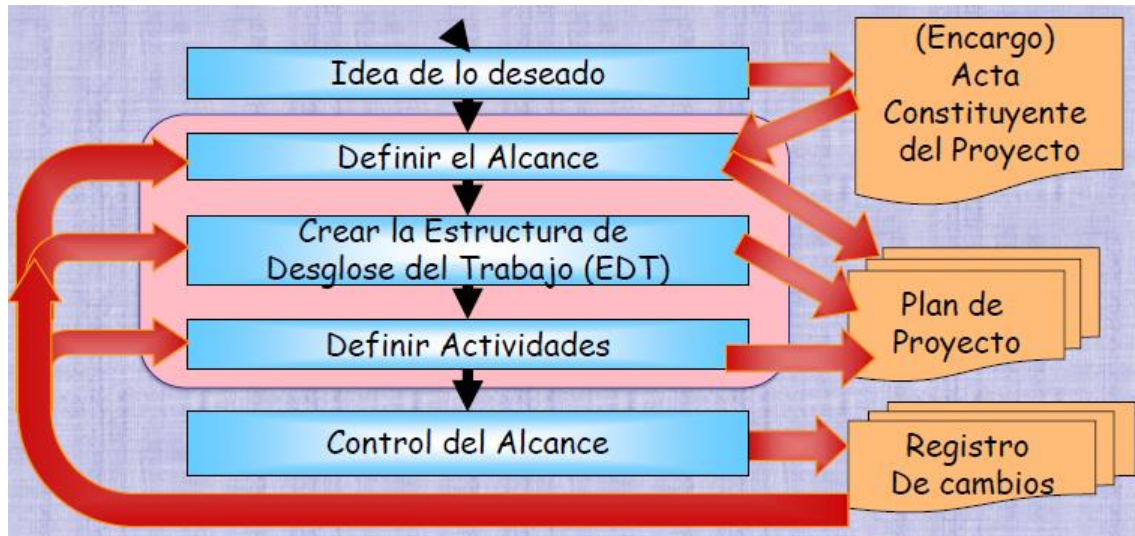 Idea de lo deseado
(Encargo)
Acta
Constituyente
del Proyecto
Definir el Alcance
Crear la Estructura de
Desglose del Trabajo (EDT)
Plan de
Proyecto
Definir Actividades
Control del Alcance
Registro
De cambios